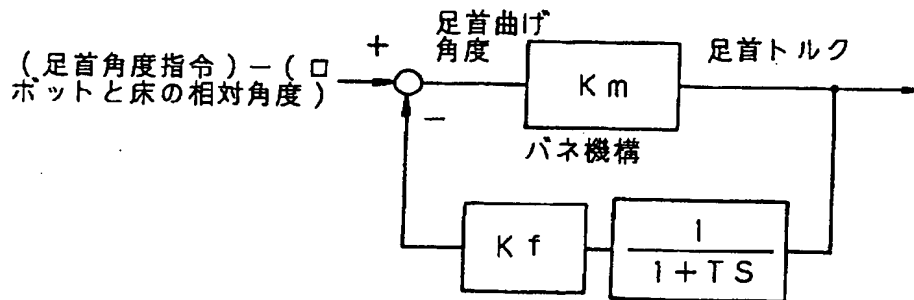 (足首角度指令)－(ロ
ボットと床の相対角度)
+
足首曲げ
角度
Km
足首トルク
－
バネ機構
Kf
1
1+TS